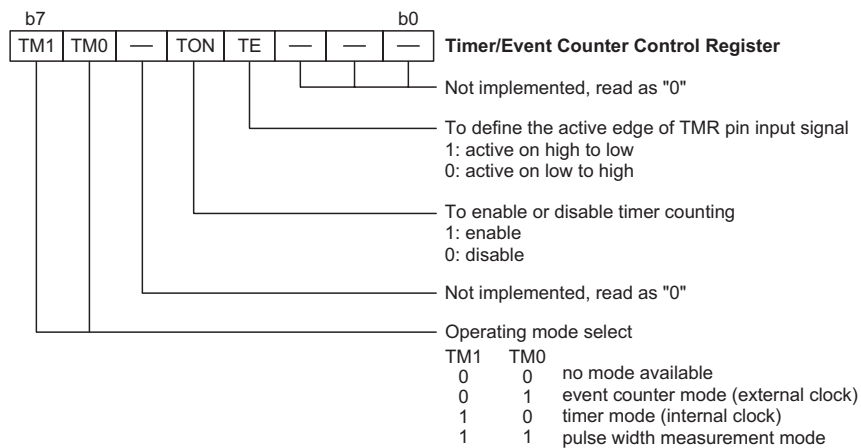 b7 b0
TM1 TM0 — TON TE — — — Timer/Event Counter Control Register
Not implemented, read as "0"
To define the active edge of TMR pin input signal
1: active on high to low
0: active on low to high
To enable or disable timer counting
1: enable
0: disable
Not implemented, read as "0"
Operating mode select
TM1 TM0
0 0 no mode available
0 1 event counter mode (external clock)
1 0 timer mode (internal clock)
1 1 pulse width measurement mode